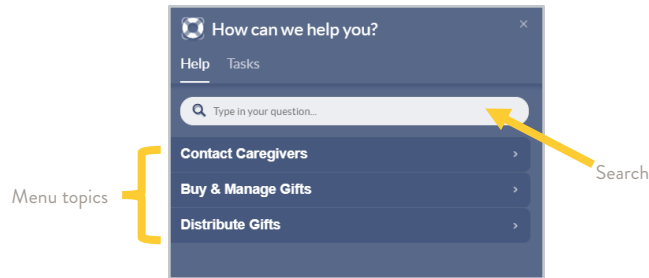 How can we help you?
Help Tasks
Type in your question...
Contact Caregivers
Search
Menu topics
Buy & Manage Gifts
Distribute Gifts